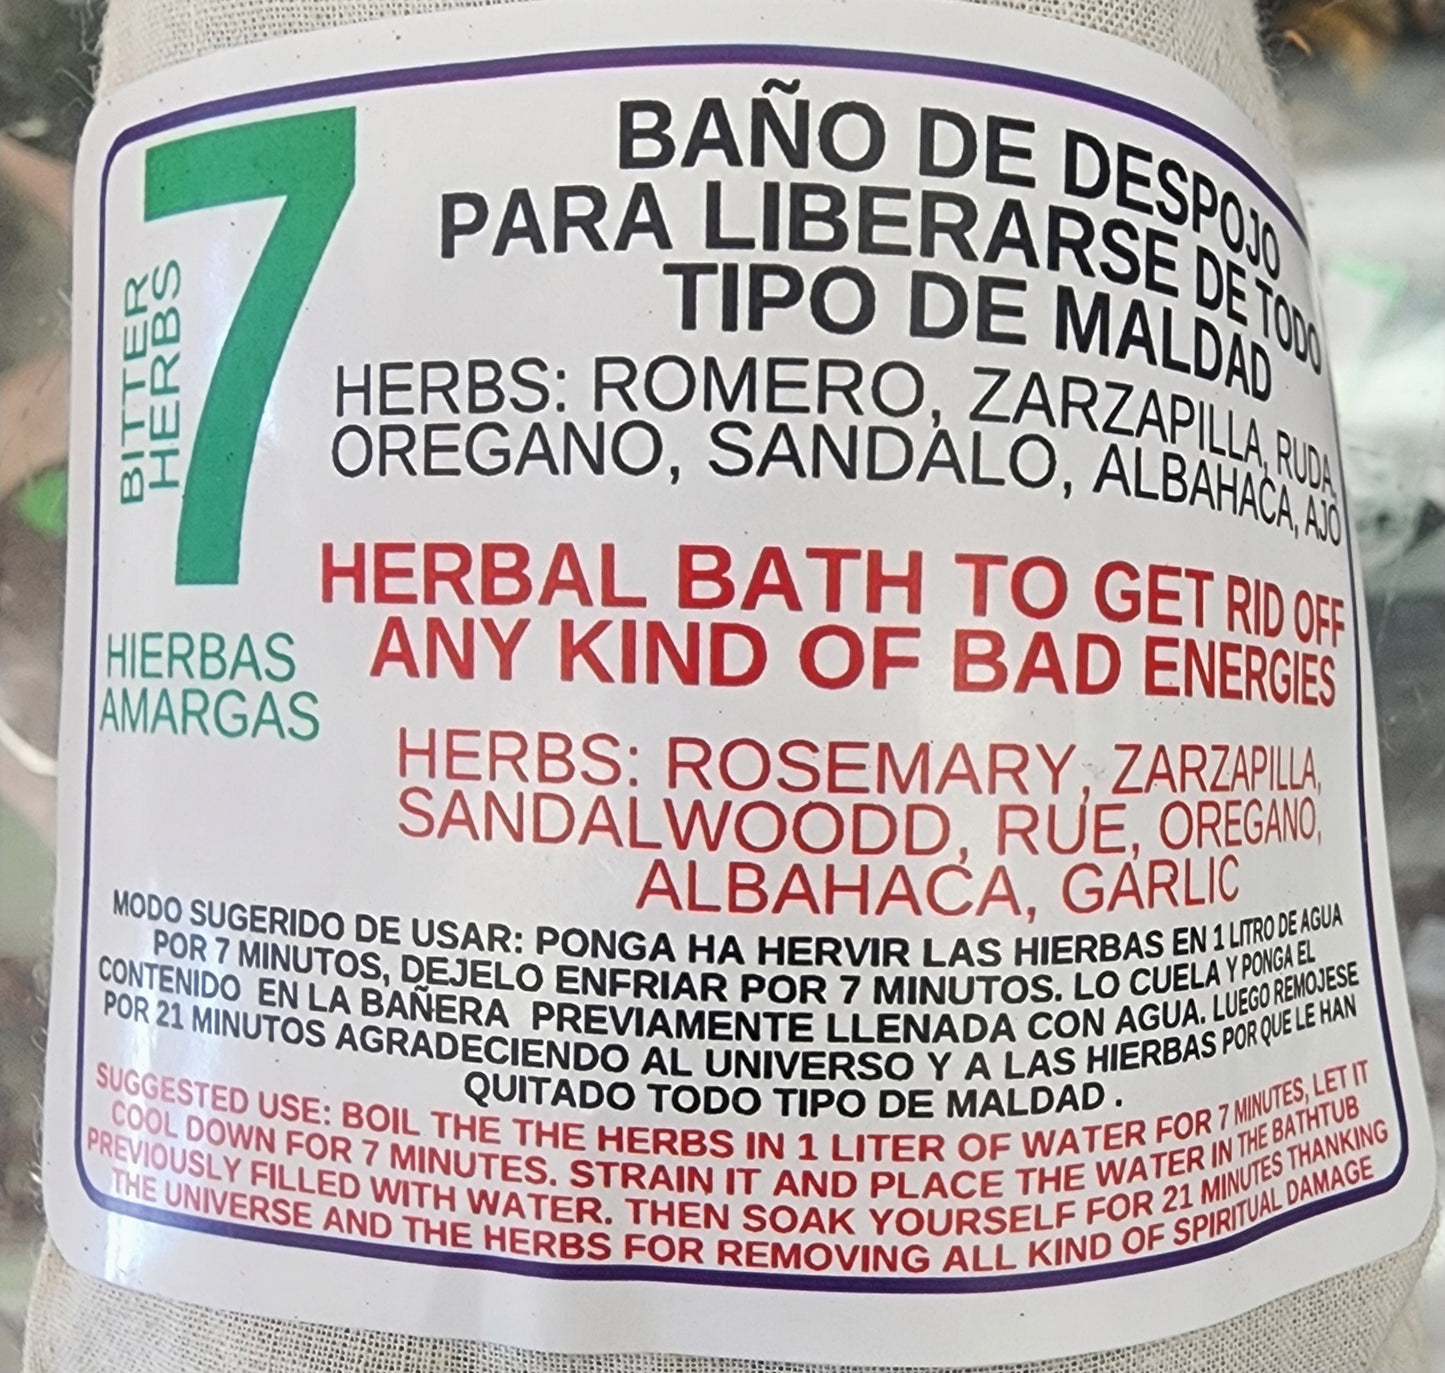 7
BITTER
HERBS
HIERBAS
AMARGAS
BAÑO DE DESPOJO
PARA LIBERARSE DE TODO
TIPO DE MALDAD
HERBS: ROMERO, ZARZAPILLA, RUDA,
OREGANO, SANDALO, ALBAHACA, AJO
HERBAL BATH TO GET RID OFF
ANY KIND OF BAD ENERGIES
HERBS: ROSEMARY, ZARZAPILLA,
SANDALWOODD, RUE, OREGANO,
ALBAHACA, GARLIC
MODO SUGERIDO DE USAR: PONGA HA HERVIR LAS HIERBAS EN 1 LITRO DE AGUA
POR 7 MINUTOS, DEJELO ENFRIAR POR 7 MINUTOS. LO CUELA Y PONGA EL
CONTENIDO EN LA BAÑERA PREVIAMENTE LLENADA CON AGUA. LUEGO REMOJESE
POR 21 MINUTOS AGRADECIENDO AL UNIVERSO Y A LAS HIERBAS POR QUE LE HAN
QUITADO TODO TIPO DE MALDAD .
SUGGESTED USE: BOIL THE THE HERBS IN 1 LITER OF WATER FOR 7 MINUTES, LET IT
COOL DOWN FOR 7 MINUTES. STRAIN IT AND PLACE THE WATER IN THE BATHTUB
PREVIOUSLY FILLED WITH WATER. THEN SOAK YOURSELF FOR 21 MINUTES THANKING
THE UNIVERSE AND THE HERBS FOR REMOVING ALL KIND OF SPIRITUAL DAMAGE